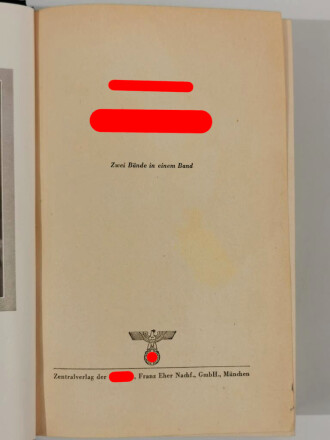 Zwei Bände in einem Band
Zentralverlag der , Franz Eher Nachf., GmbH., München